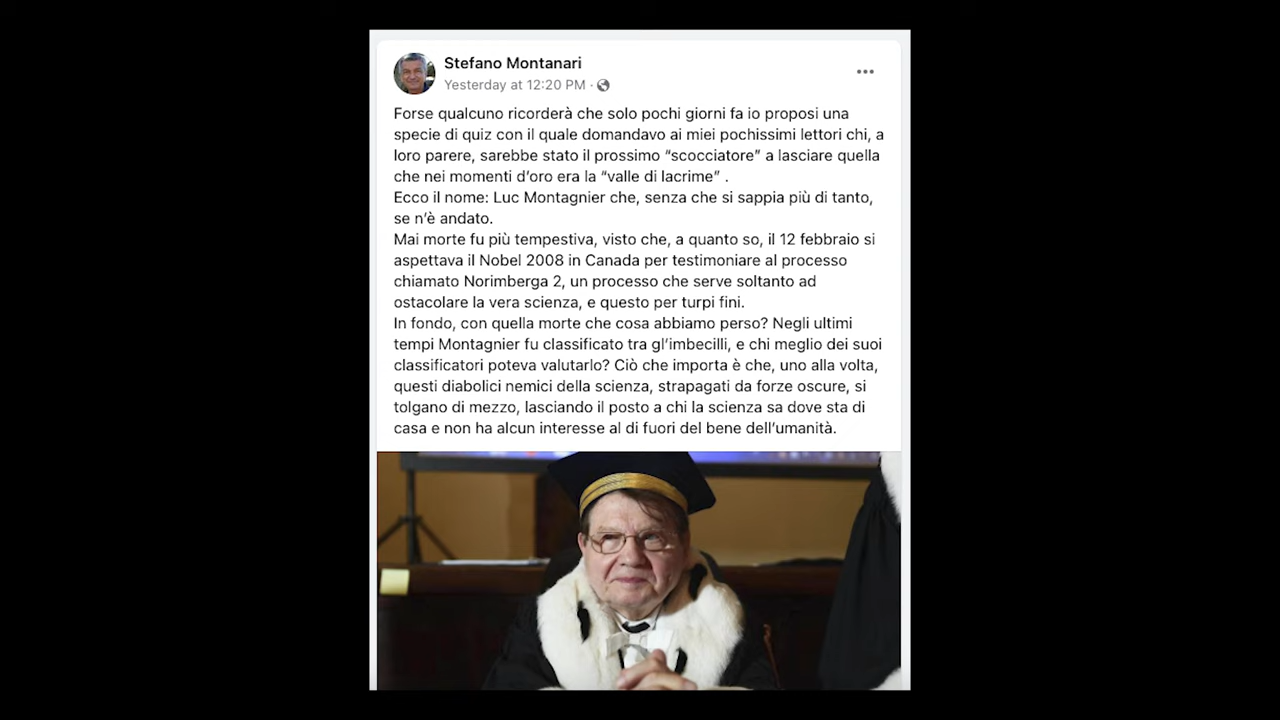 Stefano Montanari
Yesterday at 12:20 PM ·
Forse qualcuno ricorderà che solo pochi giorni fa io proposi una
specie di quiz con il quale domandavo ai miei pochissimi lettori chi, a
loro parere, sarebbe stato il prossimo “scocciatore” a lasciare quella
che nei momenti d’oro era la “valle di lacrime” .
Ecco il nome: Luc Montagnier che, senza che si sappia più di tanto,
se n’è andato.
Mai morte fu più tempestiva, visto che, a quanto so, il 12 febbraio si
aspettava il Nobel 2008 in Canada per testimoniare al processo
chiamato Norimberga 2, un processo che serve soltanto ad
ostacolare la vera scienza, e questo per turpi fini.
In fondo, con quella morte che cosa abbiamo perso? Negli ultimi
tempi Montagnier fu classificato tra gl’imbecilli, e chi meglio dei suoi
classificatori poteva valutarlo? Ciò che importa è che, uno alla volta,
questi diabolici nemici della scienza, strapagati da forze oscure, si
tolgano di mezzo, lasciando il posto a chi la scienza sa dove sta di
casa e non ha alcun interesse al di fuori del bene dell’umanità.